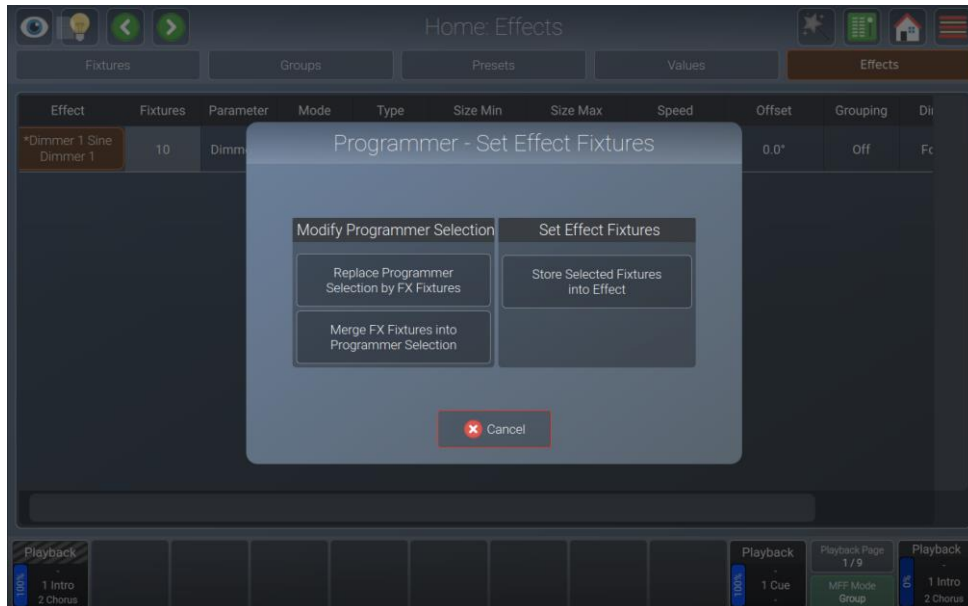 Home: Effects
Fixtures Groups Presets Values Effects
Effect Fixtures Parameter Mode Type Size Min Size Max Speed Offset Grouping
*Dimmer 1 Sine
Dimmer 1
10 0.0° Off
Programmer - Set Effect Fixtures
Modify Programmer Selection
Replace Programmer
Selection by FX Fixtures
Merge FX Fixtures into
Programmer Selection
Set Effect Fixtures
Store Selected Fixtures
into Effect
Cancel
Playback
-
100%
1 Intro
2 Chorus
Playback
-
100%
1 Cue
-
Playback Page
1 / 9
MFF Mode
Group
Playback
-
0%
1 Intro
2 Chorus